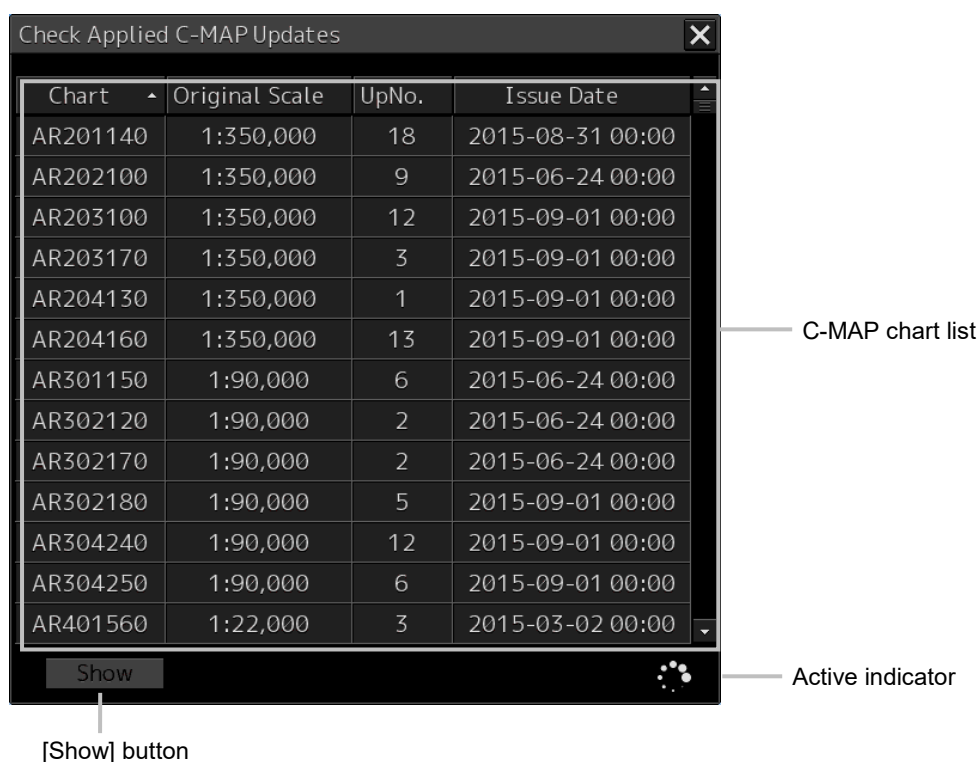 Check Applied C-MAP Updates
Chart Original Scale UpNo. Issue Date
AR201140 1:350,000 18 2015-08-31 00:00
AR202100 1:350,000 9 2015-06-24 00:00
AR203100 1:350,000 12 2015-09-01 00:00
AR203170 1:350,000 3 2015-09-01 00:00
AR204130 1:350,000 1 2015-09-01 00:00
AR204160 1:350,000 13 2015-09-01 00:00
C-MAP chart list
AR301150 1:90,000 6 2015-06-24 00:00
AR302120 1:90,000 2 2015-06-24 00:00
AR302170 1:90,000 2 2015-06-24 00:00
AR302180 1:90,000 5 2015-09-01 00:00
AR304240 1:90,000 12 2015-09-01 00:00
AR304250 1:90,000 6 2015-09-01 00:00
AR401560 1:22,000 3 2015-03-02 00:00
Show
Active indicator
[Show] button